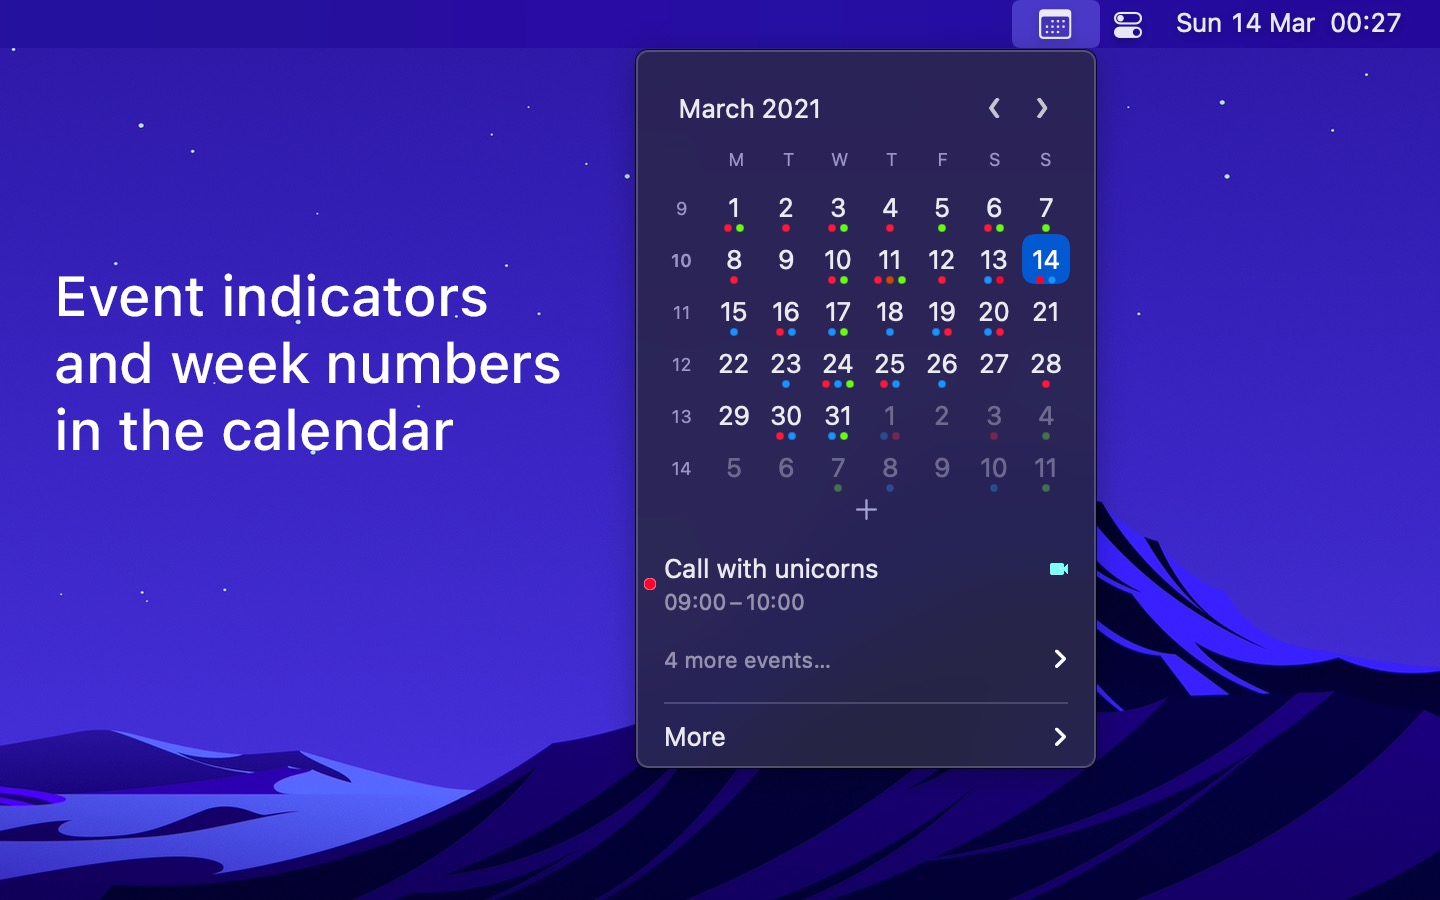 Sun 14 Mar 00:27
March 2021
M T W T F S S
9 1 2 3 4 5 6 7
10 8 9 10 11 12 13 14
11 15 16 17 18 19 20 21
12 22 23 24 25 26 27 28
13 29 30 31 1 2 3 4
14 5 6 7 8 9 10 11
Call with unicorns
09:00–10:00
4 more events...
More
Event indicators
and week numbers
in the calendar